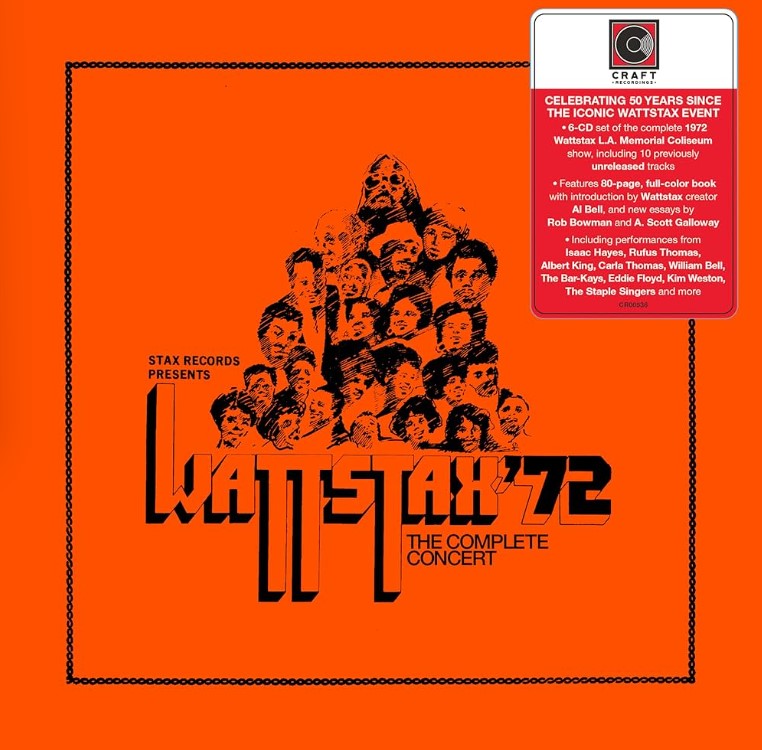 CRAFT
RECORDINGS
CELEBRATING 50 YEARS SINCE
THE ICONIC WATTSTAX EVENT
• 6-CD set of the complete 1972
Wattstax L.A. Memorial Coliseum
show, including 10 previously
unreleased tracks
• Features 80-page, full-color book
with introduction by Wattstax creator
Al Bell, and new essays by
Rob Bowman and A. Scott Galloway
• Including performances from
Isaac Hayes, Rufus Thomas,
Albert King, Carla Thomas, William Bell,
The Bar-Kays, Eddie Floyd, Kim Weston,
The Staple Singers and more
STAX RECORDS
PRESENTS
WATTSTAX '72
THE COMPLETE
CONCERT